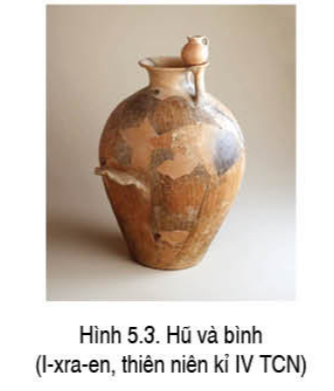 Hình 5.3. Hũ và bình
(I-xra-en, thiên niên kỉ IV TCN)